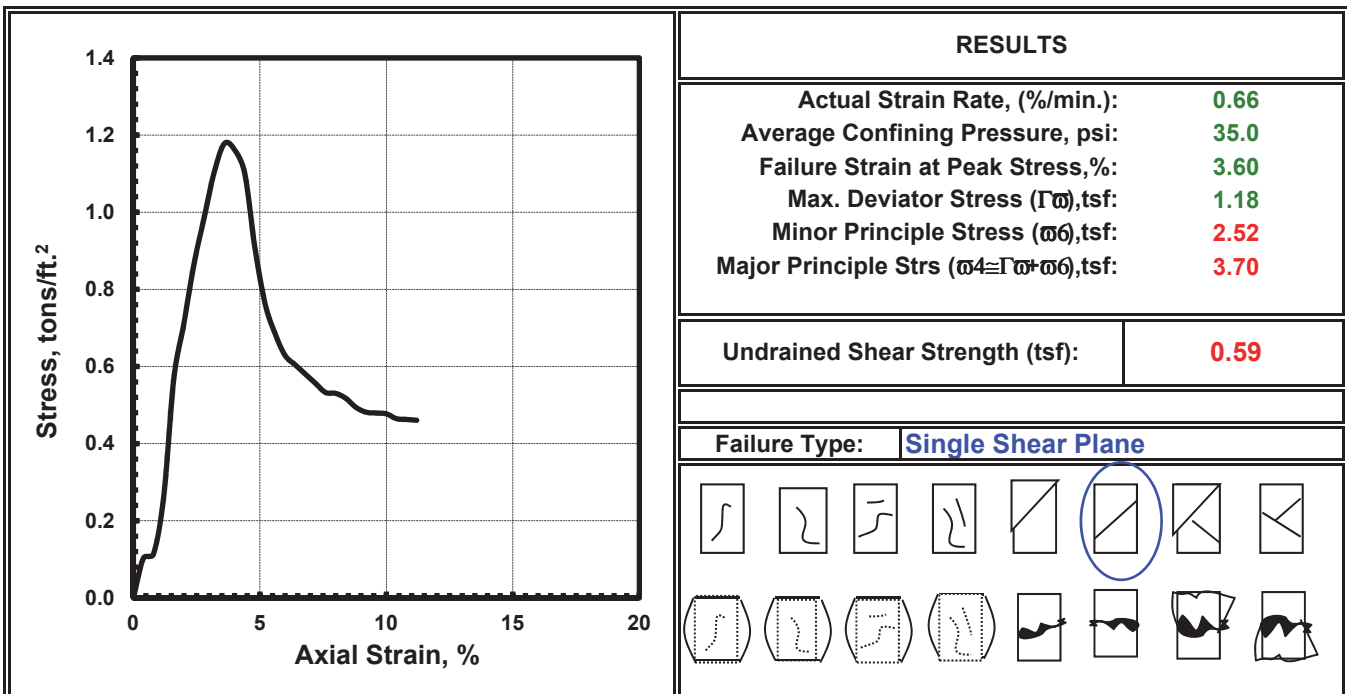 1.4
1.2
1.0
0.8
0.6
0.4
0.2
0.0
0 5 10 15 20
Stress, tons/ft.²
Axial Strain, %
RESULTS
Actual Strain Rate, (%/min.): 0.66
Average Confining Pressure, psi: 35.0
Failure Strain at Peak Stress,%: 3.60
Max. Deviator Stress (Γϖ),tsf: 1.18
Minor Principle Stress (ϖ6),tsf: 2.52
Major Principle Strs (ϖ4≅Γϖ+ϖ6),tsf: 3.70
Undrained Shear Strength (tsf): 0.59
Failure Type: Single Shear Plane